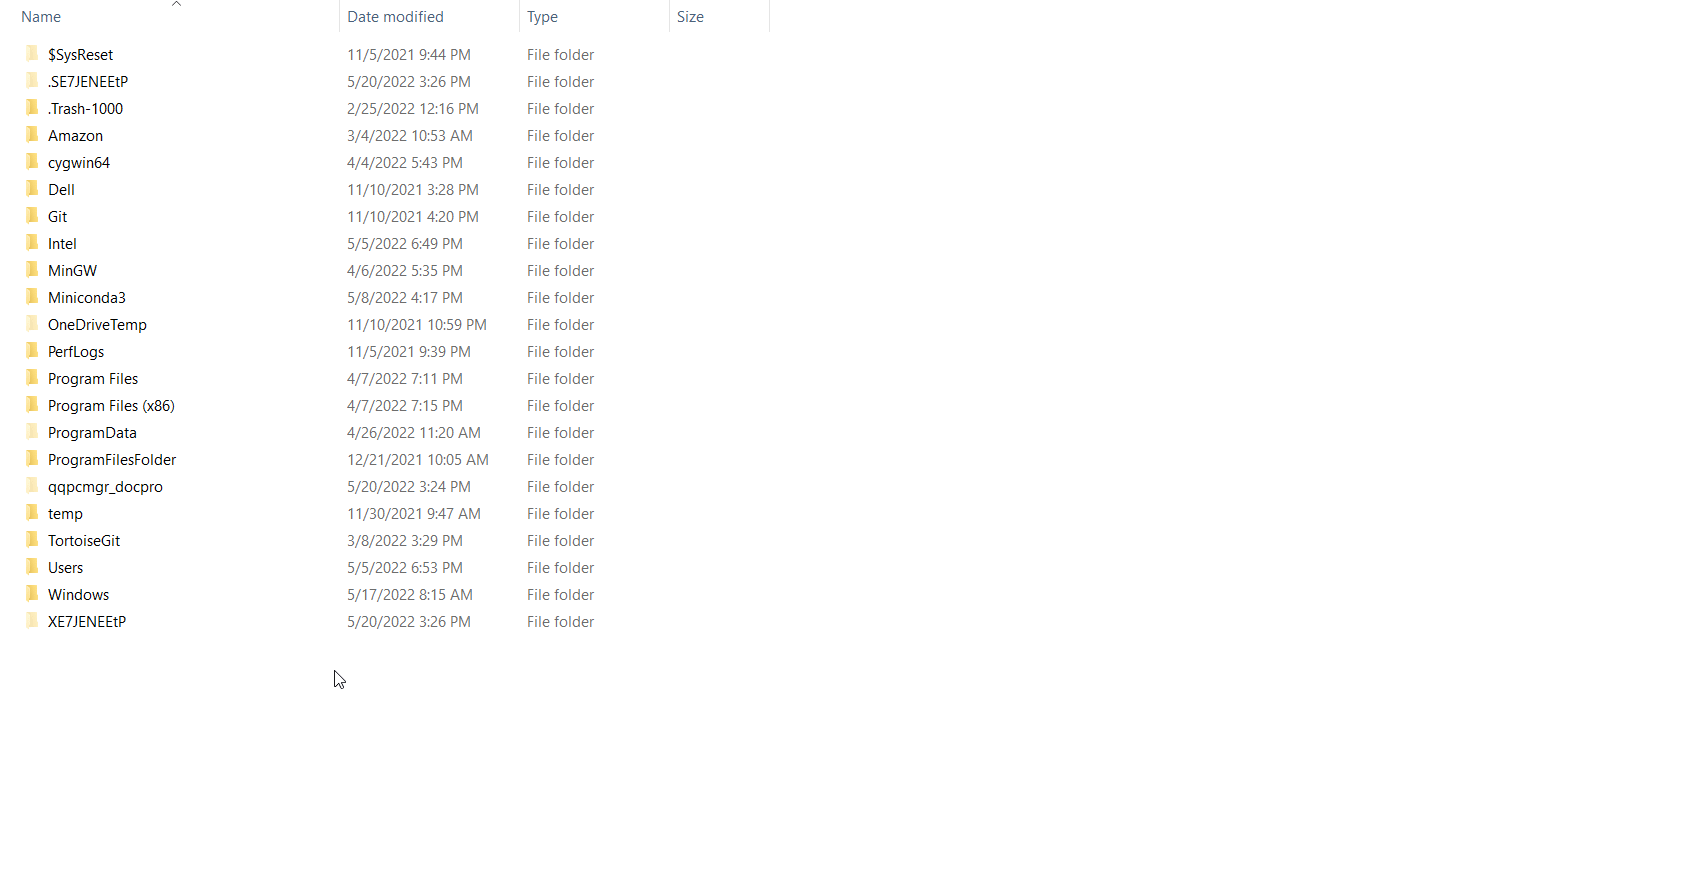 Name Date modified Type Size
$SysReset 11/5/2021 9:44 PM File folder
.SE7JENEEtP 5/20/2022 3:26 PM File folder
.Trash-1000 2/25/2022 12:16 PM File folder
Amazon 3/4/2022 10:53 AM File folder
cygwin64 4/4/2022 5:43 PM File folder
Dell 11/10/2021 3:28 PM File folder
Git 11/10/2021 4:20 PM File folder
Intel 5/5/2022 6:49 PM File folder
MinGW 4/6/2022 5:35 PM File folder
Miniconda3 5/8/2022 4:17 PM File folder
OneDriveTemp 11/10/2021 10:59 PM File folder
PerfLogs 11/5/2021 9:39 PM File folder
Program Files 4/7/2022 7:11 PM File folder
Program Files (x86) 4/7/2022 7:15 PM File folder
ProgramData 4/26/2022 11:20 AM File folder
ProgramFilesFolder 12/21/2021 10:05 AM File folder
qqpcmgr_docpro 5/20/2022 3:24 PM File folder
temp 11/30/2021 9:47 AM File folder
TortoiseGit 3/8/2022 3:29 PM File folder
Users 5/5/2022 6:53 PM File folder
Windows 5/17/2022 8:15 AM File folder
XE7JENEEtP 5/20/2022 3:26 PM File folder